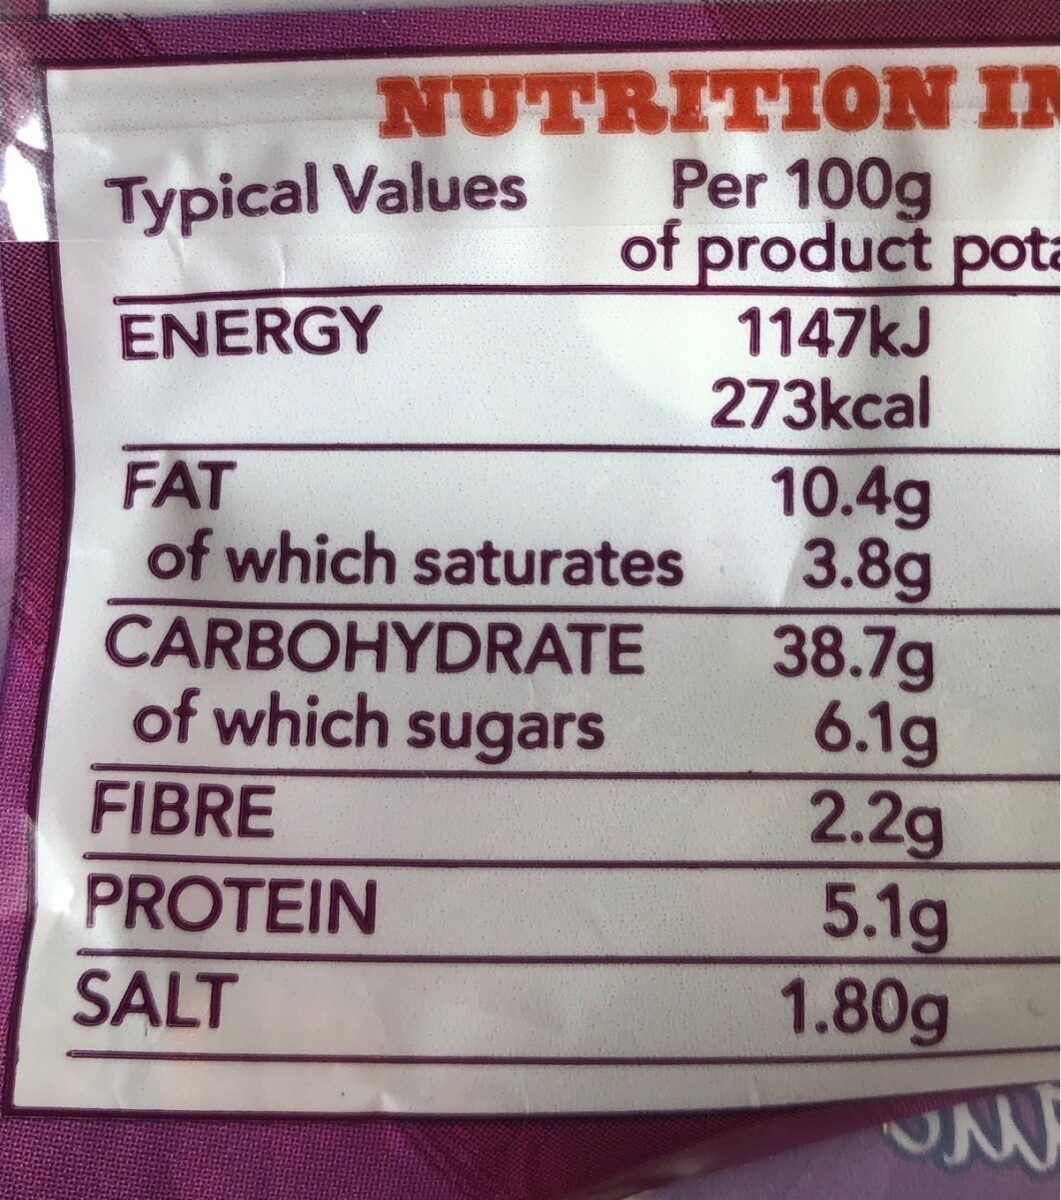 NUTRITION
Typical Values Per 100g
of product
ENERGY 1147kJ
273kcal
FAT 10.4g
of which saturates 3.8g
CARBOHYDRATE 38.7g
of which sugars 6.1g
FIBRE 2.2g
PROTEIN 5.1g
SALT 1.80g